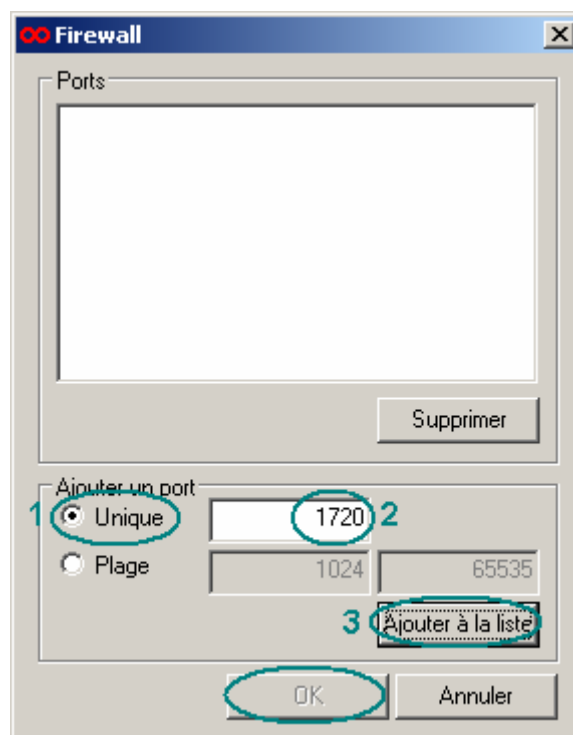 Firewall
Ports
Supprimer
Ajouter un port
1 Unique 1720 2
Plage 1024 65535
3 Ajouter à la liste
OK Annuler